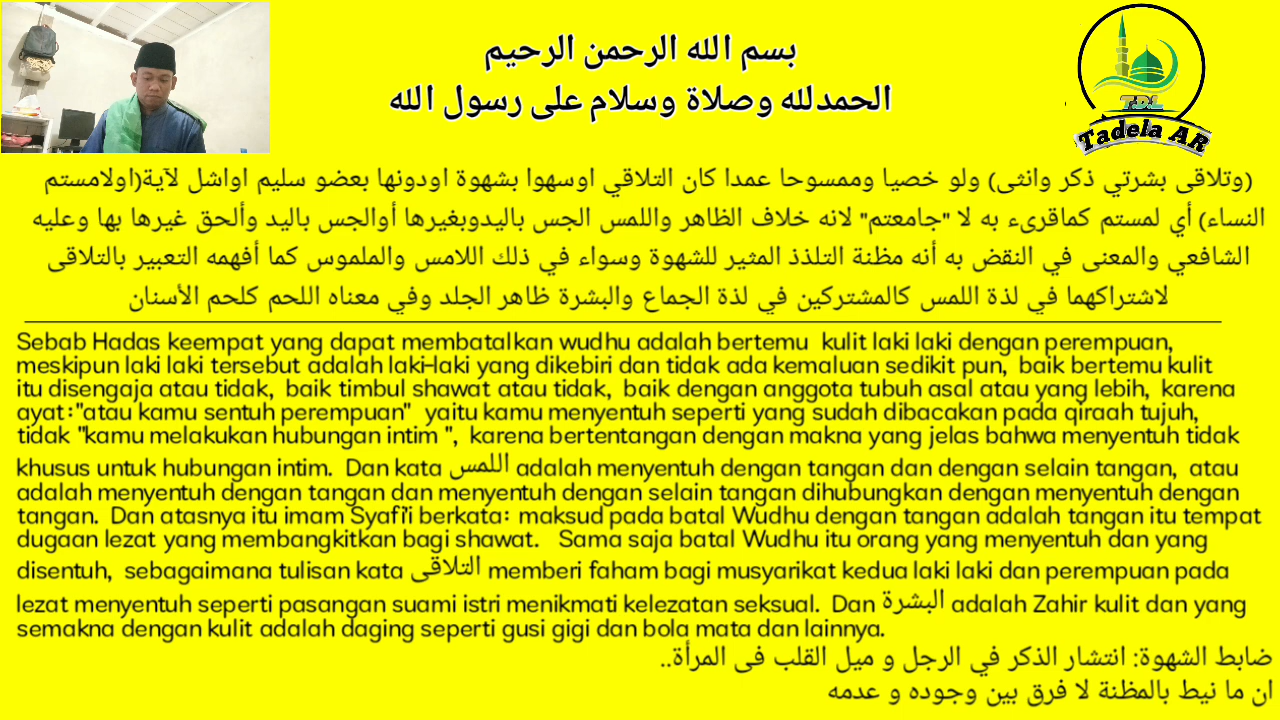 بسم الله الرحمن الرحيم
الحمدلله وصلاة وسلام على رسول الله
T.D.L
Tadela AR
(وتلاقى بشرتي ذكر وانثى) ولو خصيا وممسوحا عمدا كان التلاقي اوسهوا بشهوة اودونها بعضو سليم اواشل لآية(اولامستم
النساء) أي لمستم كماقرىء به لا "جامعتم" لانه خلاف الظاهر واللمس الجس باليدوبغيرها أوالجس باليد وألحق غيرها بها وعليه
الشافعي والمعنى في النقض به أنه مظنة التلذذ المثير للشهوة وسواء في ذلك اللامس والملموس كما أفهمه التعبير بالتلاقى
لاشتراكهما في لذة اللمس كالمشتركين في لذة الجماع والبشرة ظاهر الجلد وفي معناه اللحم كلحم الأسنان
Sebab Hadas keempat yang dapat membatalkan wudhu adalah bertemu kulit laki laki dengan perempuan,
meskipun laki laki tersebut adalah laki-laki yang dikebiri dan tidak ada kemaluan sedikit pun, baik bertemu kulit
itu disengaja atau tidak, baik timbul shawat atau tidak, baik dengan anggota tubuh asal atau yang lebih, karena
ayat:"atau kamu sentuh perempuan" yaitu kamu menyentuh seperti yang sudah dibacakan pada qiraah tujuh,
tidak "kamu melakukan hubungan intim ", karena bertentangan dengan makna yang jelas bahwa menyentuh tidak
khusus untuk hubungan intim. Dan kata اللمس adalah menyentuh dengan tangan dan dengan selain tangan, atau
adalah menyentuh dengan tangan dan menyentuh dengan selain tangan dihubungkan dengan menyentuh dengan
tangan. Dan atasnya itu imam Syafi'i berkata: maksud pada batal Wudhu dengan tangan adalah tangan itu tempat
dugaan lezat yang membangkitkan bagi shawat. Sama saja batal Wudhu itu orang yang menyentuh dan yang
disentuh, sebagaimana tulisan kata التلاقى memberi faham bagi musyarikat kedua laki laki dan perempuan pada
lezat menyentuh seperti pasangan suami istri menikmati kelezatan seksual. Dan البشرة adalah Zahir kulit dan yang
semakna dengan kulit adalah daging seperti gusi gigi dan bola mata dan lainnya.
ضابط الشهوة: انتشار الذكر في الرجل و ميل القلب فى المرأة..
ان ما نيط بالمظنة لا فرق بين وجوده و عدمه